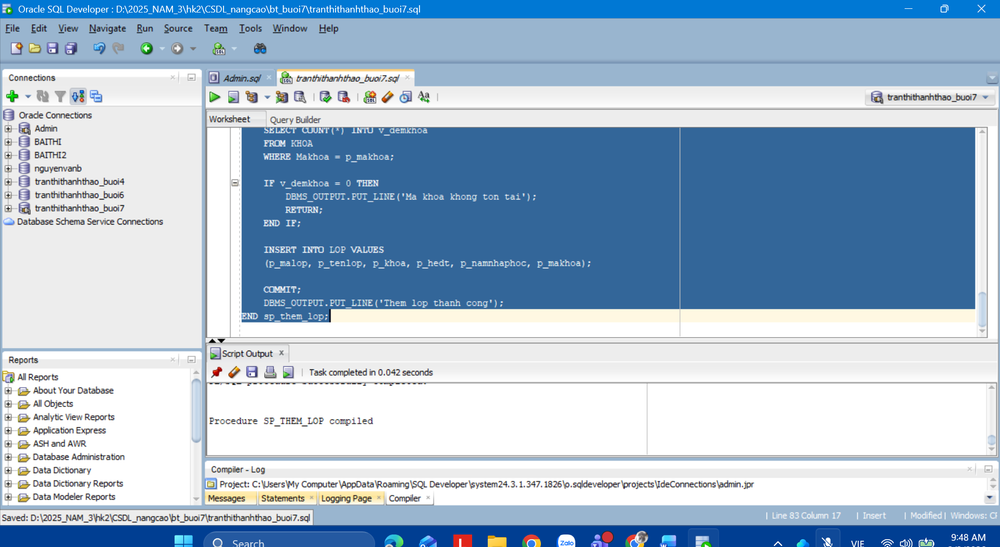 Oracle SQL Developer : D:\2025_NAM_3\hk2\CSDL_nangcao\bt_buoi7\tranthithanhthao_buoi7.sql
File Edit View Navigate Run Source Team Tools Window Help
Connections
Oracle Connections
Admin
BAITHI
BAITHI2
nguyenvanb
tranthithanhthao_buoi4
tranthithanhthao_buoi6
tranthithanhthao_buoi7
Database Schema Service Connections
Reports
All Reports
About Your Database
All Objects
Analytic View Reports
Application Express
ASH and AWR
Database Administration
Data Dictionary
Data Dictionary Reports
Data Modeler Reports
Admin.sql
tranthithanhthao_buoi7.sql
tranthithanhthao_buoi7
Worksheet
Query Builder
SELECT COUNT(*) INTO v_demkhoa
FROM KHOA
WHERE Makhoa = p_makhoa;
IF v_demkhoa = 0 THEN
DBMS_OUTPUT.PUT_LINE('Ma khoa khong ton tai');
RETURN;
END IF;
INSERT INTO LOP VALUES
(p_malop, p_tenlop, p_khoa, p_hedt, p_namnhaphoc, p_makhoa);
COMMIT;
DBMS_OUTPUT.PUT_LINE('Them lop thanh cong');
END sp_them_lop;
Script Output
Task completed in 0.042 seconds
PL/SQL procedure successfully completed.
Procedure SP_THEM_LOP compiled
Compiler - Log
Project: C:\Users\My Computer\AppData\Roaming\SQL Developer\system24.3.1.347.1826\o.sqldeveloper\projects\IdeConnections\admin.jpr
Messages
Statements
Logging Page
Compiler
Saved: D:\2025_NAM_3\hk2\CSDL_nangcao\bt_buoi7\tranthithanhthao_buoi7.sql
Line 83 Column 17
Insert
Modified
Windows:
Search
Zalo
VIE
9:48 AM